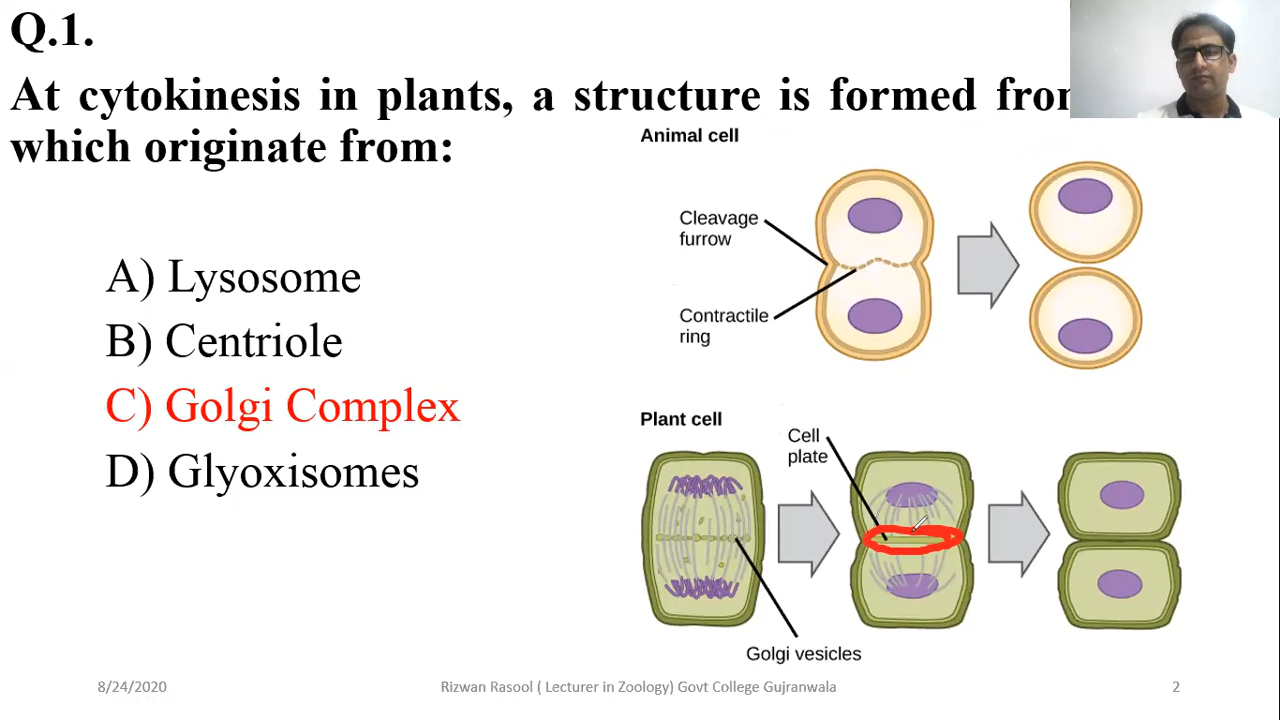 Q.1.
At cytokinesis in plants, a structure is formed
which originate from:
A) Lysosome
B) Centriole
C) Golgi Complex
D) Glyoxisomes
Animal cell
Cleavage
furrow
Contractile
ring
Plant cell
Cell
plate
Golgi vesicles
8/24/2020
Rizwan Rasool ( Lecturer in Zoology) Govt College Gujranwala
2